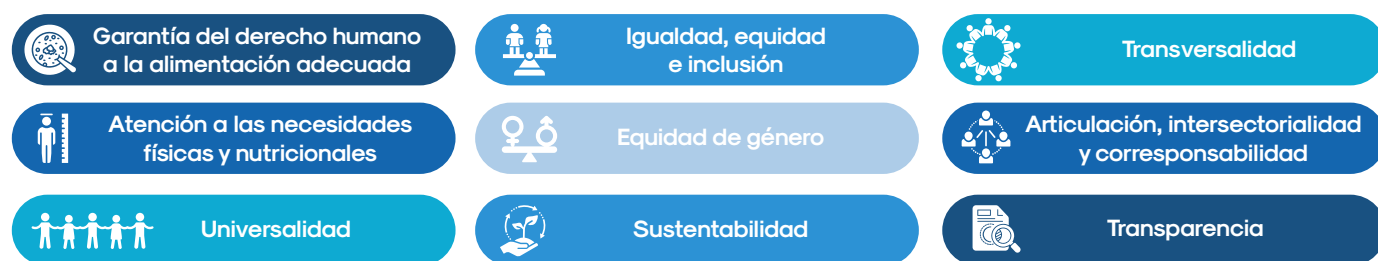 Garantía del derecho humano
a la alimentación adecuada
Igualdad, equidad
e inclusión
Transversalidad
Atención a las necesidades
físicas y nutricionales
Equidad de género
Articulación, intersectorialidad
y corresponsabilidad
Universalidad
Sustentabilidad
Transparencia